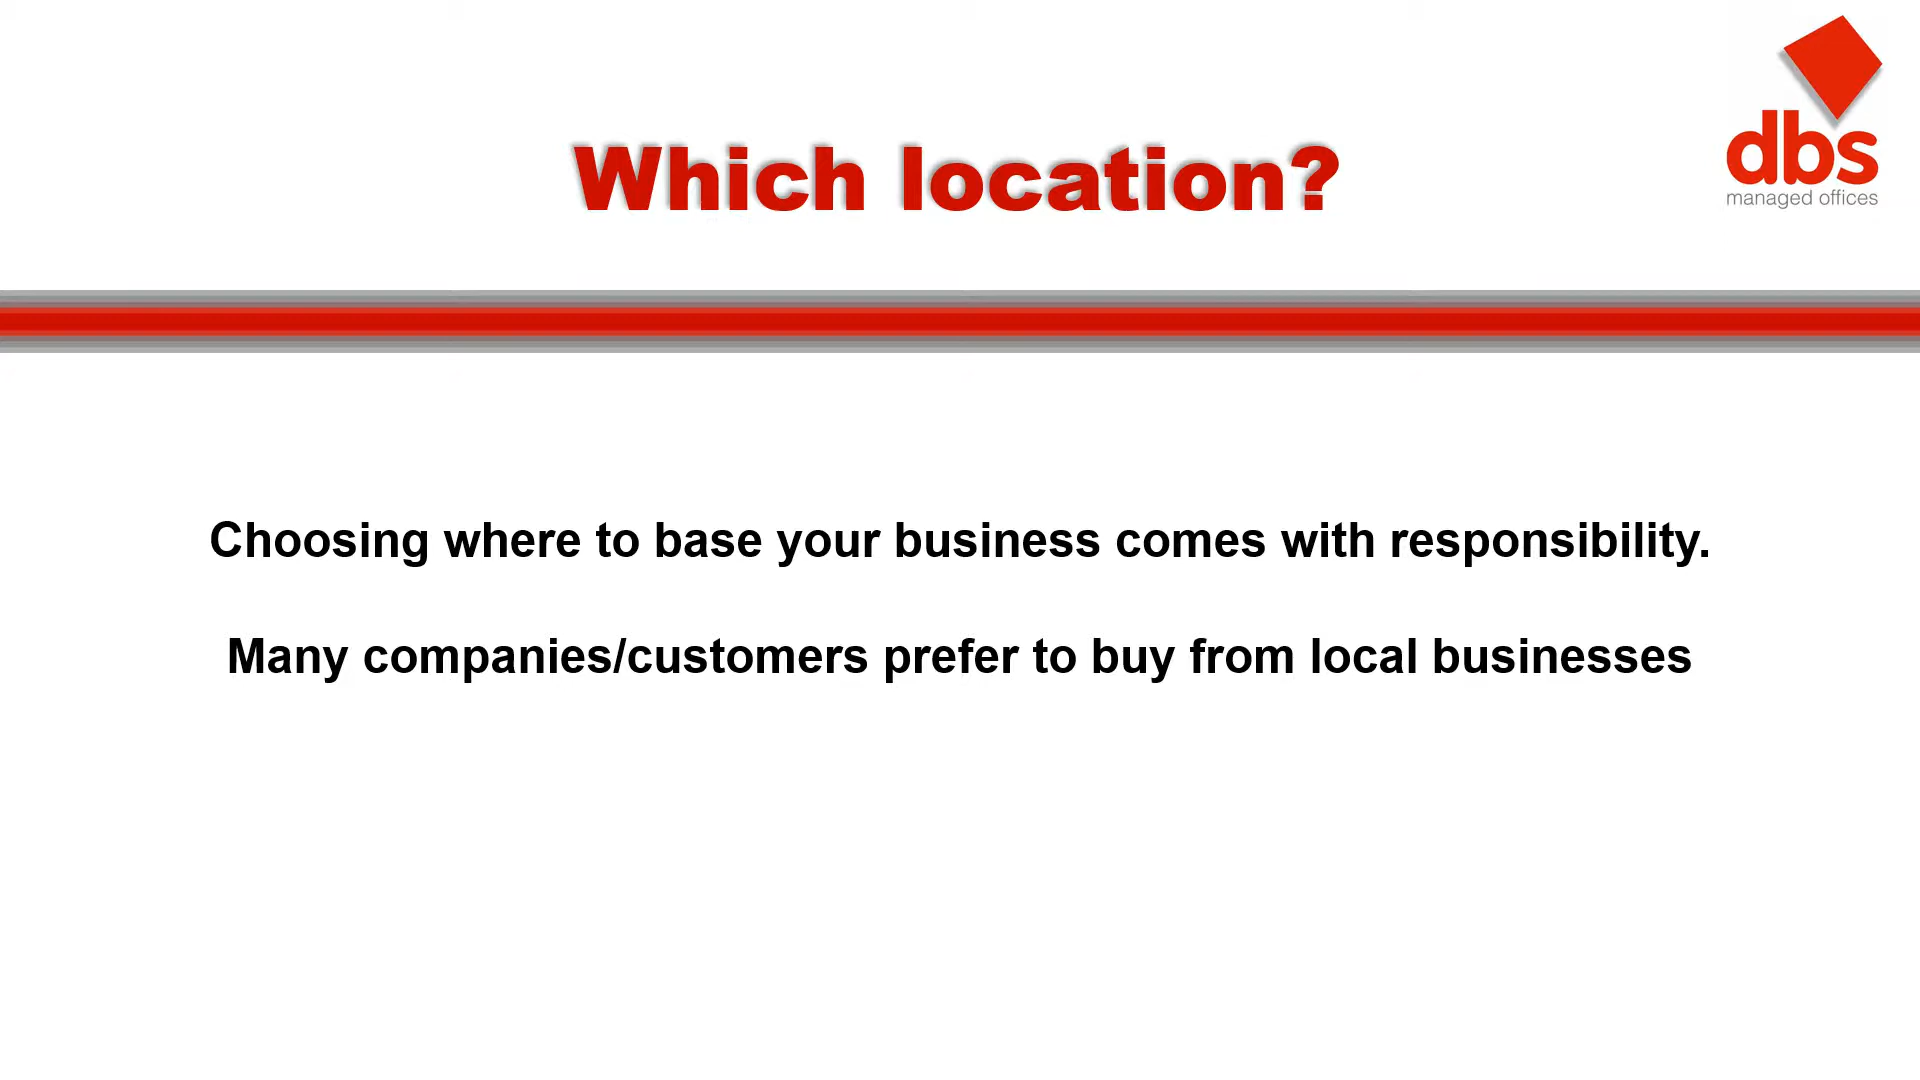 Which location?
dbs
managed offices
Choosing where to base your business comes with responsibility.
Many companies/customers prefer to buy from local businesses